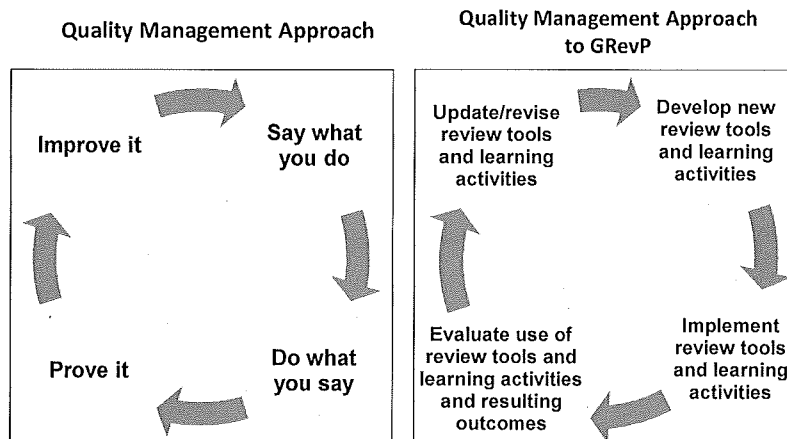 Quality Management Approach
Improve it
Say what
you do
Do what
you say
Prove it
Quality Management Approach
to GRevP
Update/revise
review tools
and learning
activities
Develop new
review tools
and learning
activities
Implement
review tools
and learning
activities
Evaluate use of
review tools and
learning activities
and resulting
outcomes